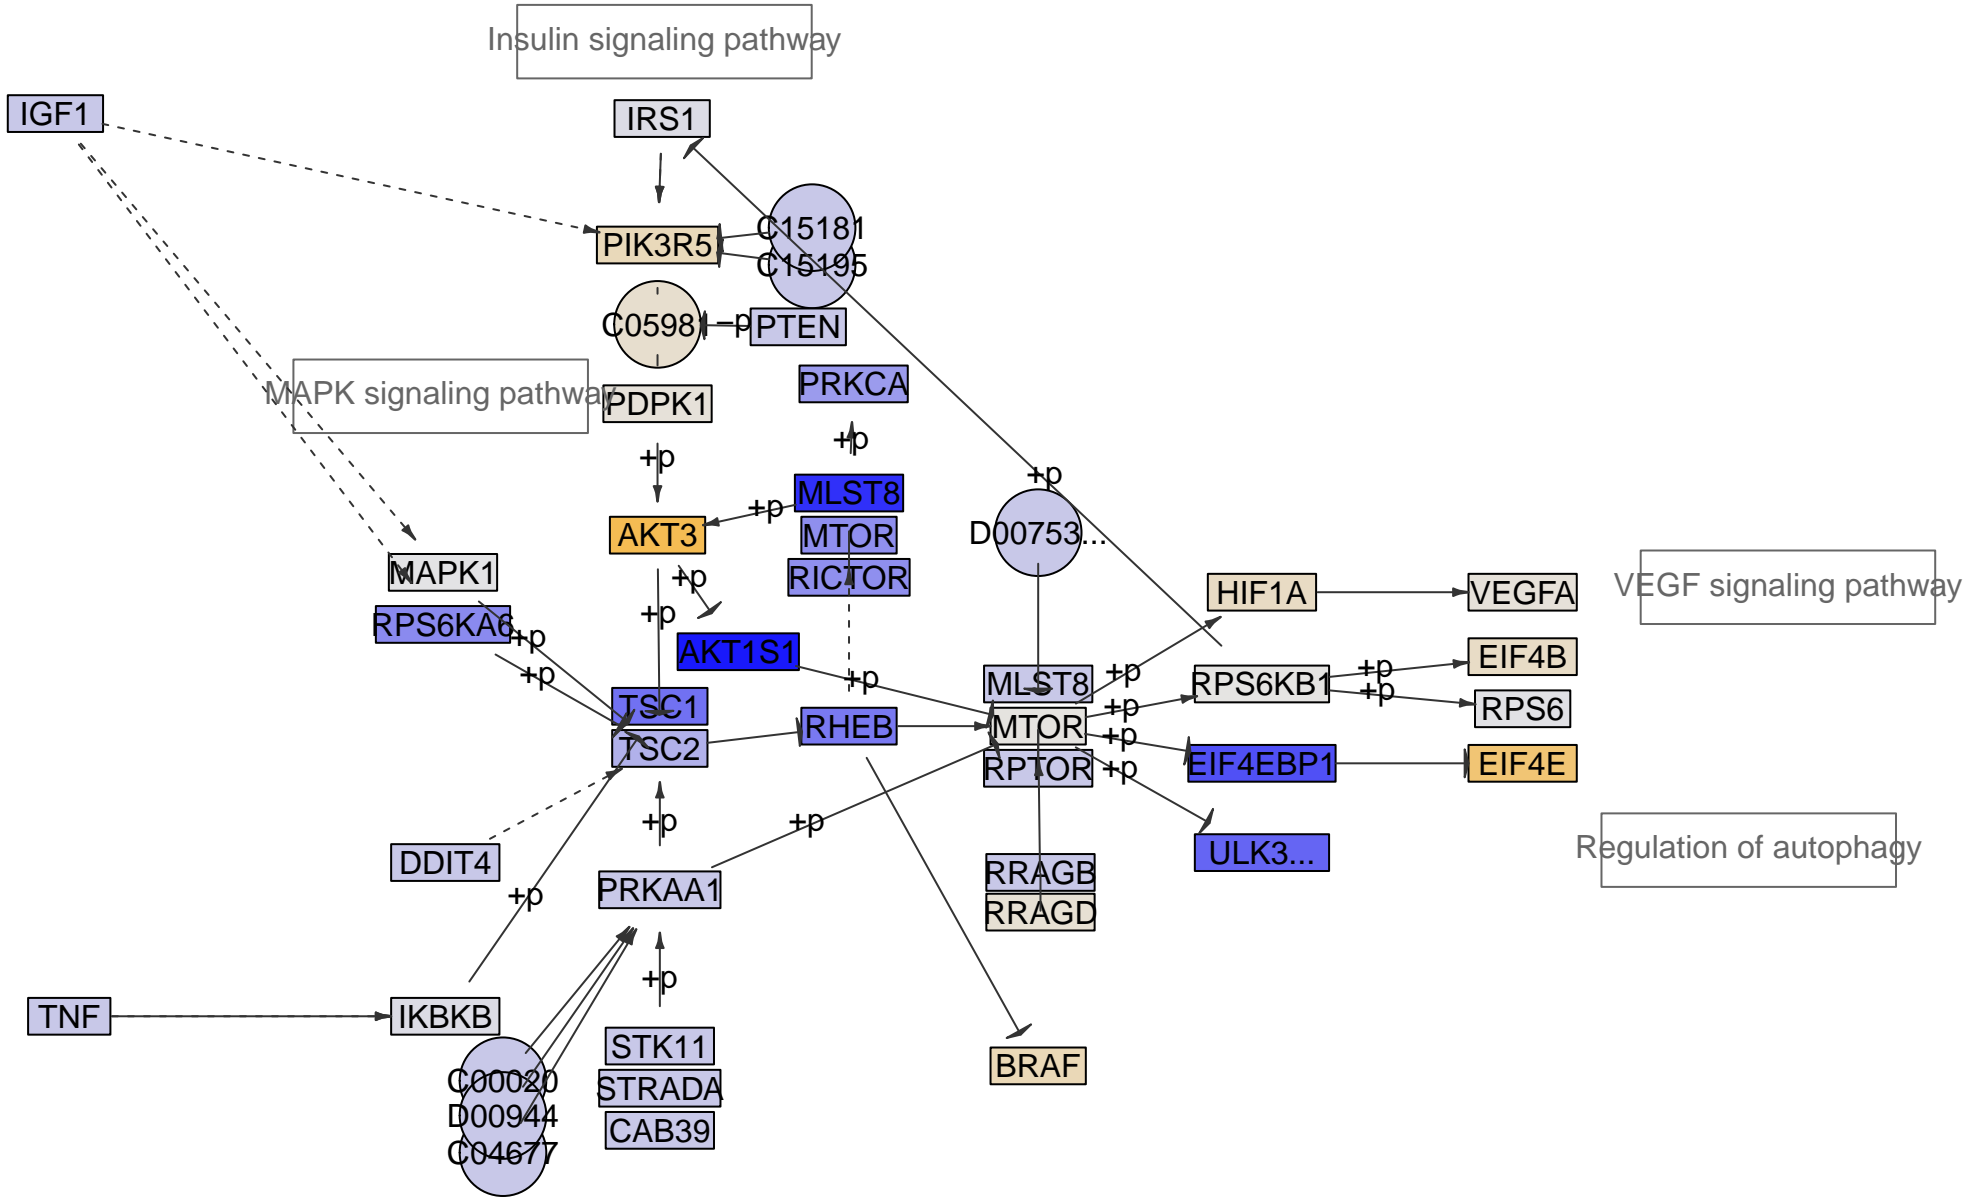 Insulin signaling pathway
IGF1
IRS1
PIK3R5
C15181
C15195
C0598
−p
PTEN
PRKCA
MAPK signaling pathway
PDPK1
+p
+p
+p
MLST8
+p
AKT3
MTOR
D00753...
MAPK1
+p
RICTOR
HIF1A
VEGFA
VEGF signaling pathway
RPS6KA6
+p
+p
AKT1S1
EIF4B
+p
+p
+p
MLST8
+p
RPS6KB1
+p
TSC1
+p
RPS6
RHEB
MTOR
TSC2
+p
RPTOR
+p
EIF4EBP1
EIF4E
+p
+p
DDIT4
ULK3...
Regulation of autophagy
RRAGB
PRKAA1
+p
RRAGD
+p
TNF
IKBKB
STK11
BRAF
C00020
STRADA
D00944
CAB39
C04677